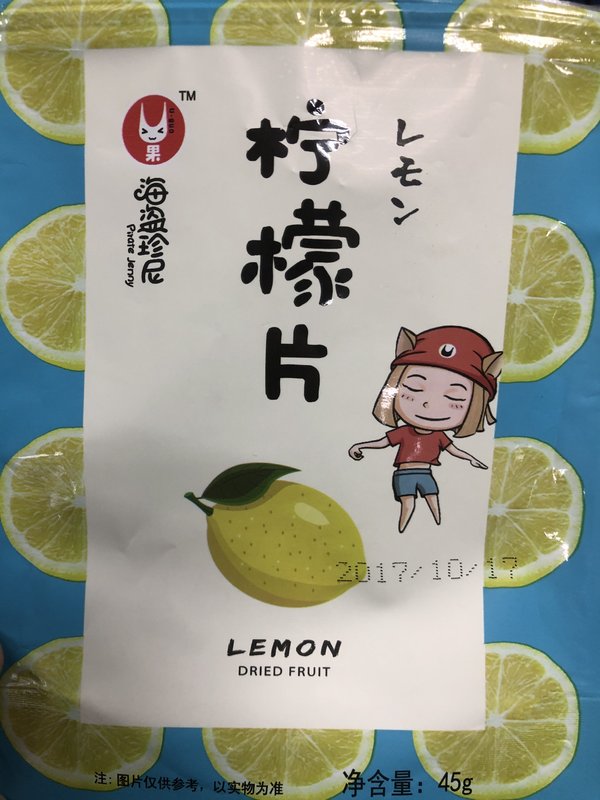 TM
U-guo
果
海盗珍尼
Pirate Jenny
柠檬片
レモン
2017/10/17
LEMON
DRIED FRUIT
注: 图片仅供参考，以实物为准
净含量：45g